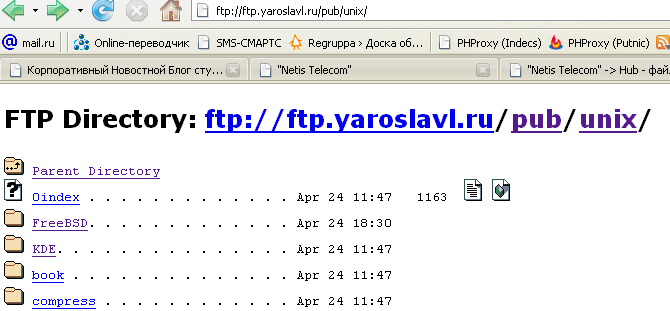 ftp://ftp.yaroslavl.ru/pub/unix/
@ mail.ru Online-переводчик SMS-СМАРТС Regruppa › Доска об... PHProxy (Indecs) PHProxy (Putnic)
Корпоративный Новостной Блог сту... "Netis Telecom" "Netis Telecom" -> Hub - фай
FTP Directory: ftp://ftp.yaroslavl.ru/pub/unix/
Parent Directory
0index . . . . . . . . . . . . . Apr 24 11:47 1163
FreeBSD. . . . . . . . . . . . . Apr 24 18:30
KDE. . . . . . . . . . . . . . . Apr 24 11:47
book . . . . . . . . . . . . . . Apr 24 11:47
compress . . . . . . . . . . . . Apr 24 11:47